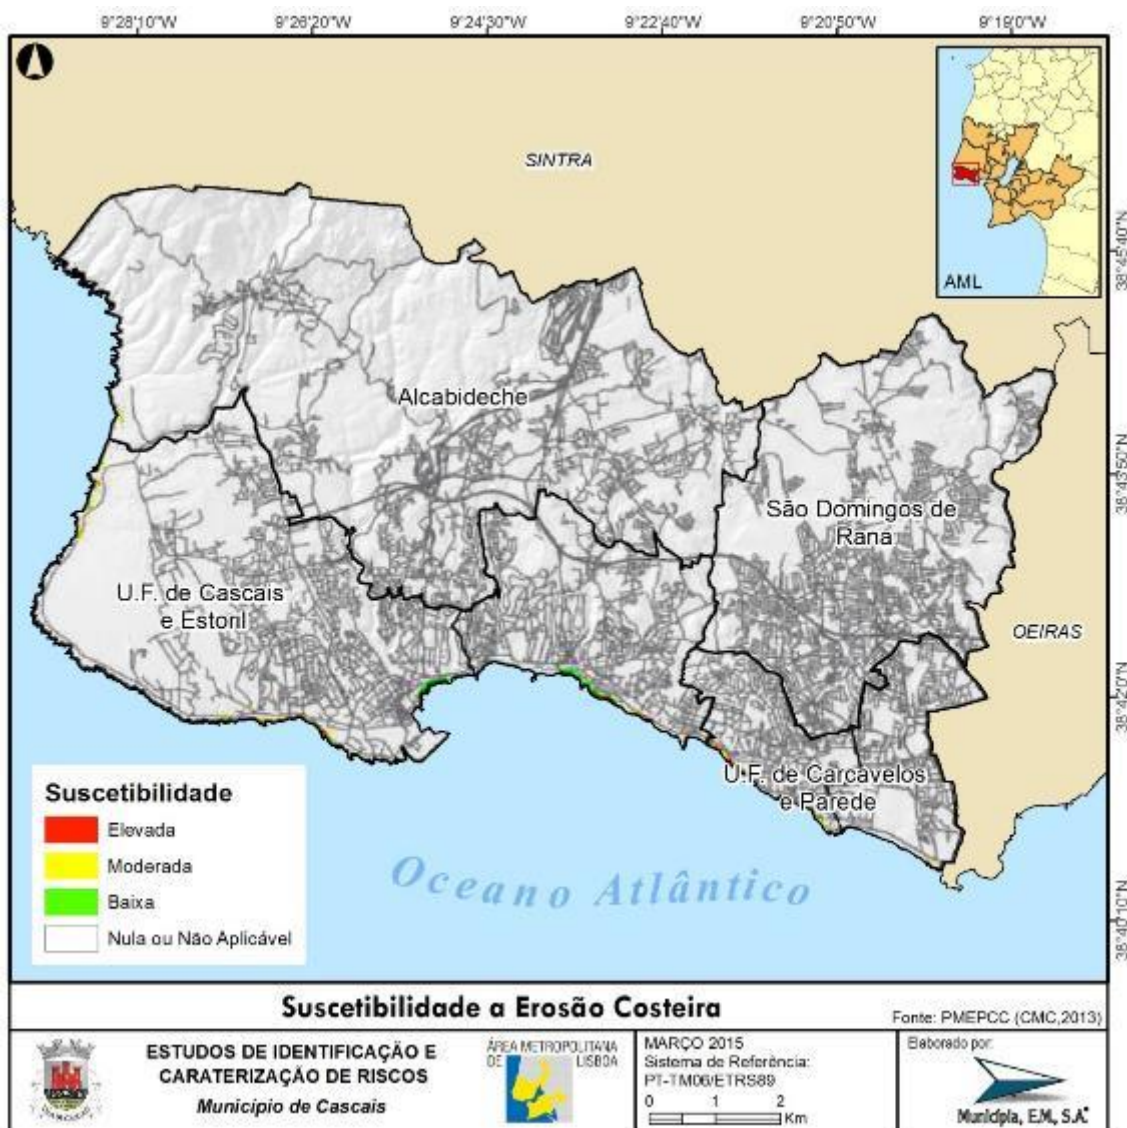 9°28'10"W 9°26'20"W 9°24'30"W 9°22'40"W 9°20'50"W 9°19'0"W
SINTRA
AML
38°45'40"N
Alcabideche
38°43'50"N
São Domingos de
Rana
U.F. de Cascais
e Estoril
OEIRAS
38°42'0"N
U.F. de Carcavelos
e Parede
Suscetibilidade
Elevada
Moderada
Baixa
Nula ou Não Aplicável
Oceano Atlântico
38°40'10"N
Suscetibilidade a Erosão Costeira
Fonte: PMEPCC (CMC,2013)
ESTUDOS DE IDENTIFICAÇÃO E
CARATERIZAÇÃO DE RISCOS
Município de Cascais
ÁREA METROPOLITANA
DE LISBOA
MARÇO 2015
Sistema de Referência:
PT-TM06/ETRS89
0 1 2
Km
Elaborado por:
Municípia, E.M., S.A.